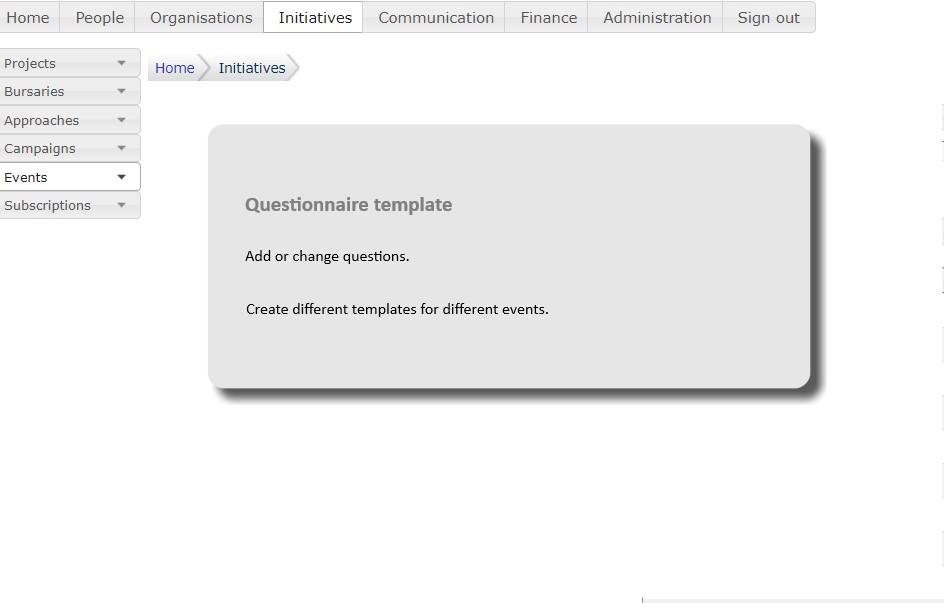 Home People Organisations Initiatives Communication Finance Administration Sign out
Projects
Bursaries
Approaches
Campaigns
Events
Subscriptions
Home Initiatives
Questionnaire template
Add or change questions.
Create different templates for different events.